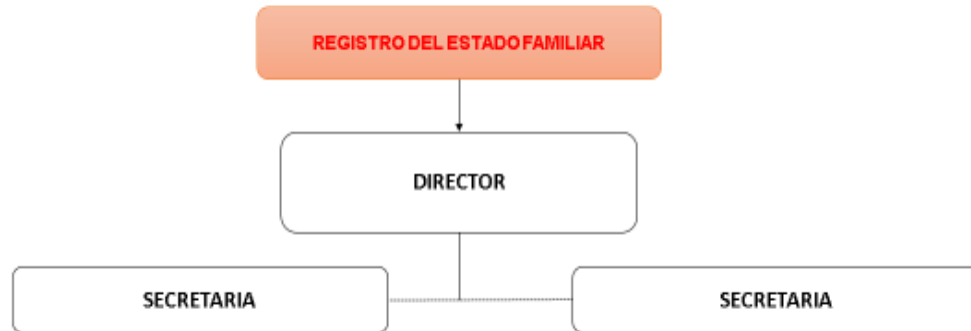 REGISTRO DEL ESTADO FAMILIAR
DIRECTOR
SECRETARIA
SECRETARIA